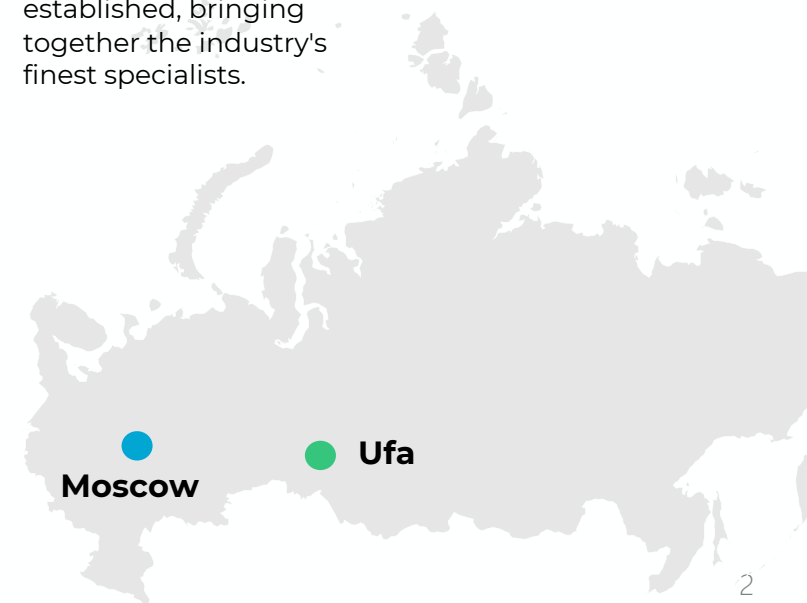 established, bringing
together the industry's
finest specialists.
Ufa
Moscow
2